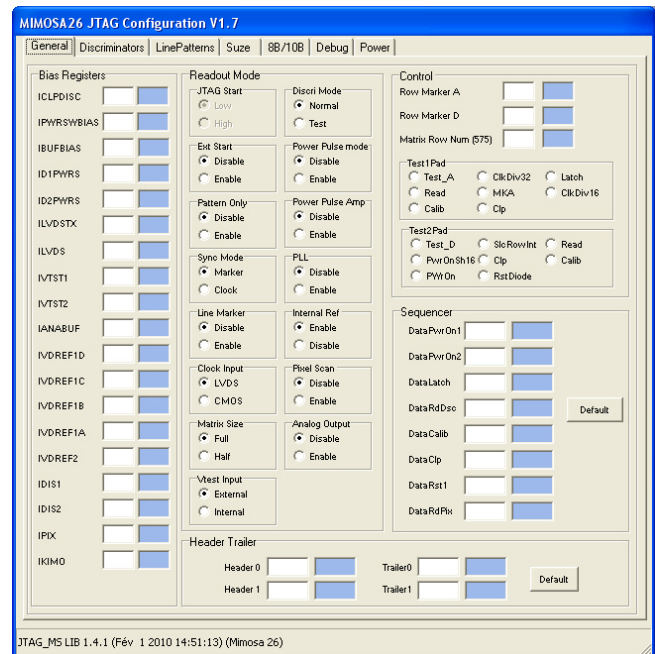 MIMOSA26 JTAG Configuration V1.7
General
Discriminators
LinePatterns
Suze
8B/10B
Debug
Power
Bias Registers
ICLPDISC
IPWRSWBIAS
IBUFBIAS
ID1PWRS
ID2PWRS
ILVDSTX
ILVDS
IVTST1
IVTST2
IANABUF
IVDREF1D
IVDREF1C
IVDREF1B
IVDREF1A
IVDREF2
IDIS1
IDIS2
IPIX
IKIMO
Readout Mode
JTAG Start
Low
High
Discri Mode
Normal
Test
Ext Start
Disable
Enable
Power Pulse mode
Disable
Enable
Pattern Only
Disable
Enable
Power Pulse Amp
Disable
Enable
Sync Mode
Marker
Clock
PLL
Disable
Enable
Line Marker
Disable
Enable
Internal Ref
Enable
Disable
Clock Input
LVDS
CMOS
Pixel Scan
Disable
Enable
Matrix Size
Full
Half
Analog Output
Disable
Enable
Vtest Input
External
Internal
Control
Row Marker A
Row Marker D
Matrix Row Num (575)
Test1Pad
Test_A
ClkDiv32
Latch
Read
MKA
ClkDiv16
Calib
Clp
Test2Pad
Test_D
SlcRowInt
Read
PwrOnSh16
Clp
Calib
PWrOn
RstDiode
Sequencer
DataPwrOn1
DataPwrOn2
DataLatch
DataRdDsc
DataCalib
DataClp
DataRst1
DataRdPix
Default
Header Trailer
Header 0
Trailer0
Header 1
Trailer1
Default
JTAG_MS LIB 1.4.1 (Fév 1 2010 14:51:13) (Mimosa 26)